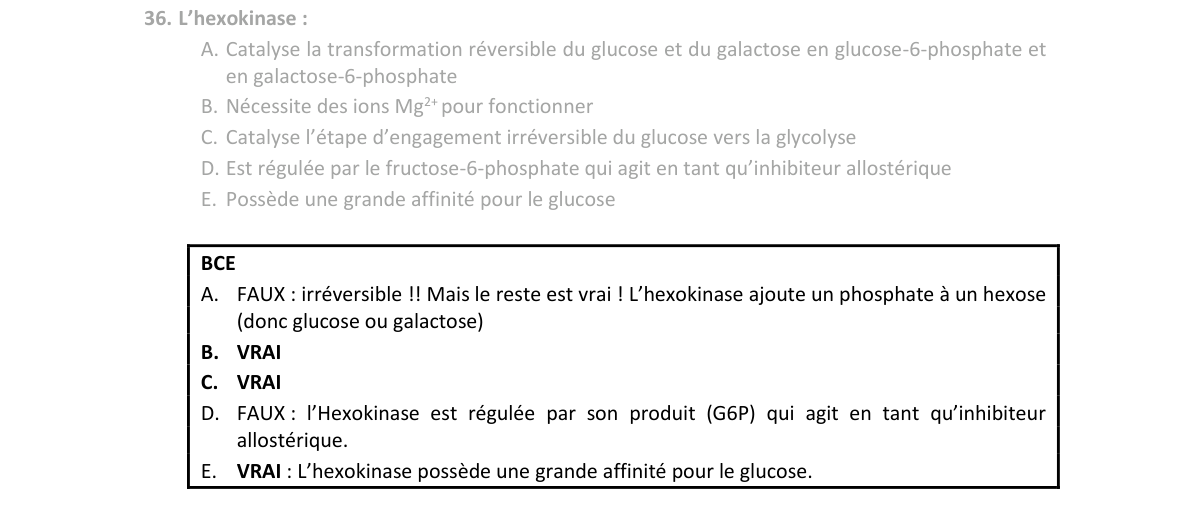 36. L’hexokinase :
A. Catalyse la transformation réversible du glucose et du galactose en glucose-6-phosphate et
en galactose-6-phosphate
B. Nécessite des ions Mg²⁺ pour fonctionner
C. Catalyse l’étape d’engagement irréversible du glucose vers la glycolyse
D. Est régulée par le fructose-6-phosphate qui agit en tant qu’inhibiteur allostérique
E. Possède une grande affinité pour le glucose
BCE
A. FAUX : irréversible !! Mais le reste est vrai ! L’hexokinase ajoute un phosphate à un hexose
(donc glucose ou galactose)
B. VRAI
C. VRAI
D. FAUX : l’Hexokinase est régulée par son produit (G6P) qui agit en tant qu’inhibiteur
allostérique.
E. VRAI : L’hexokinase possède une grande affinité pour le glucose.